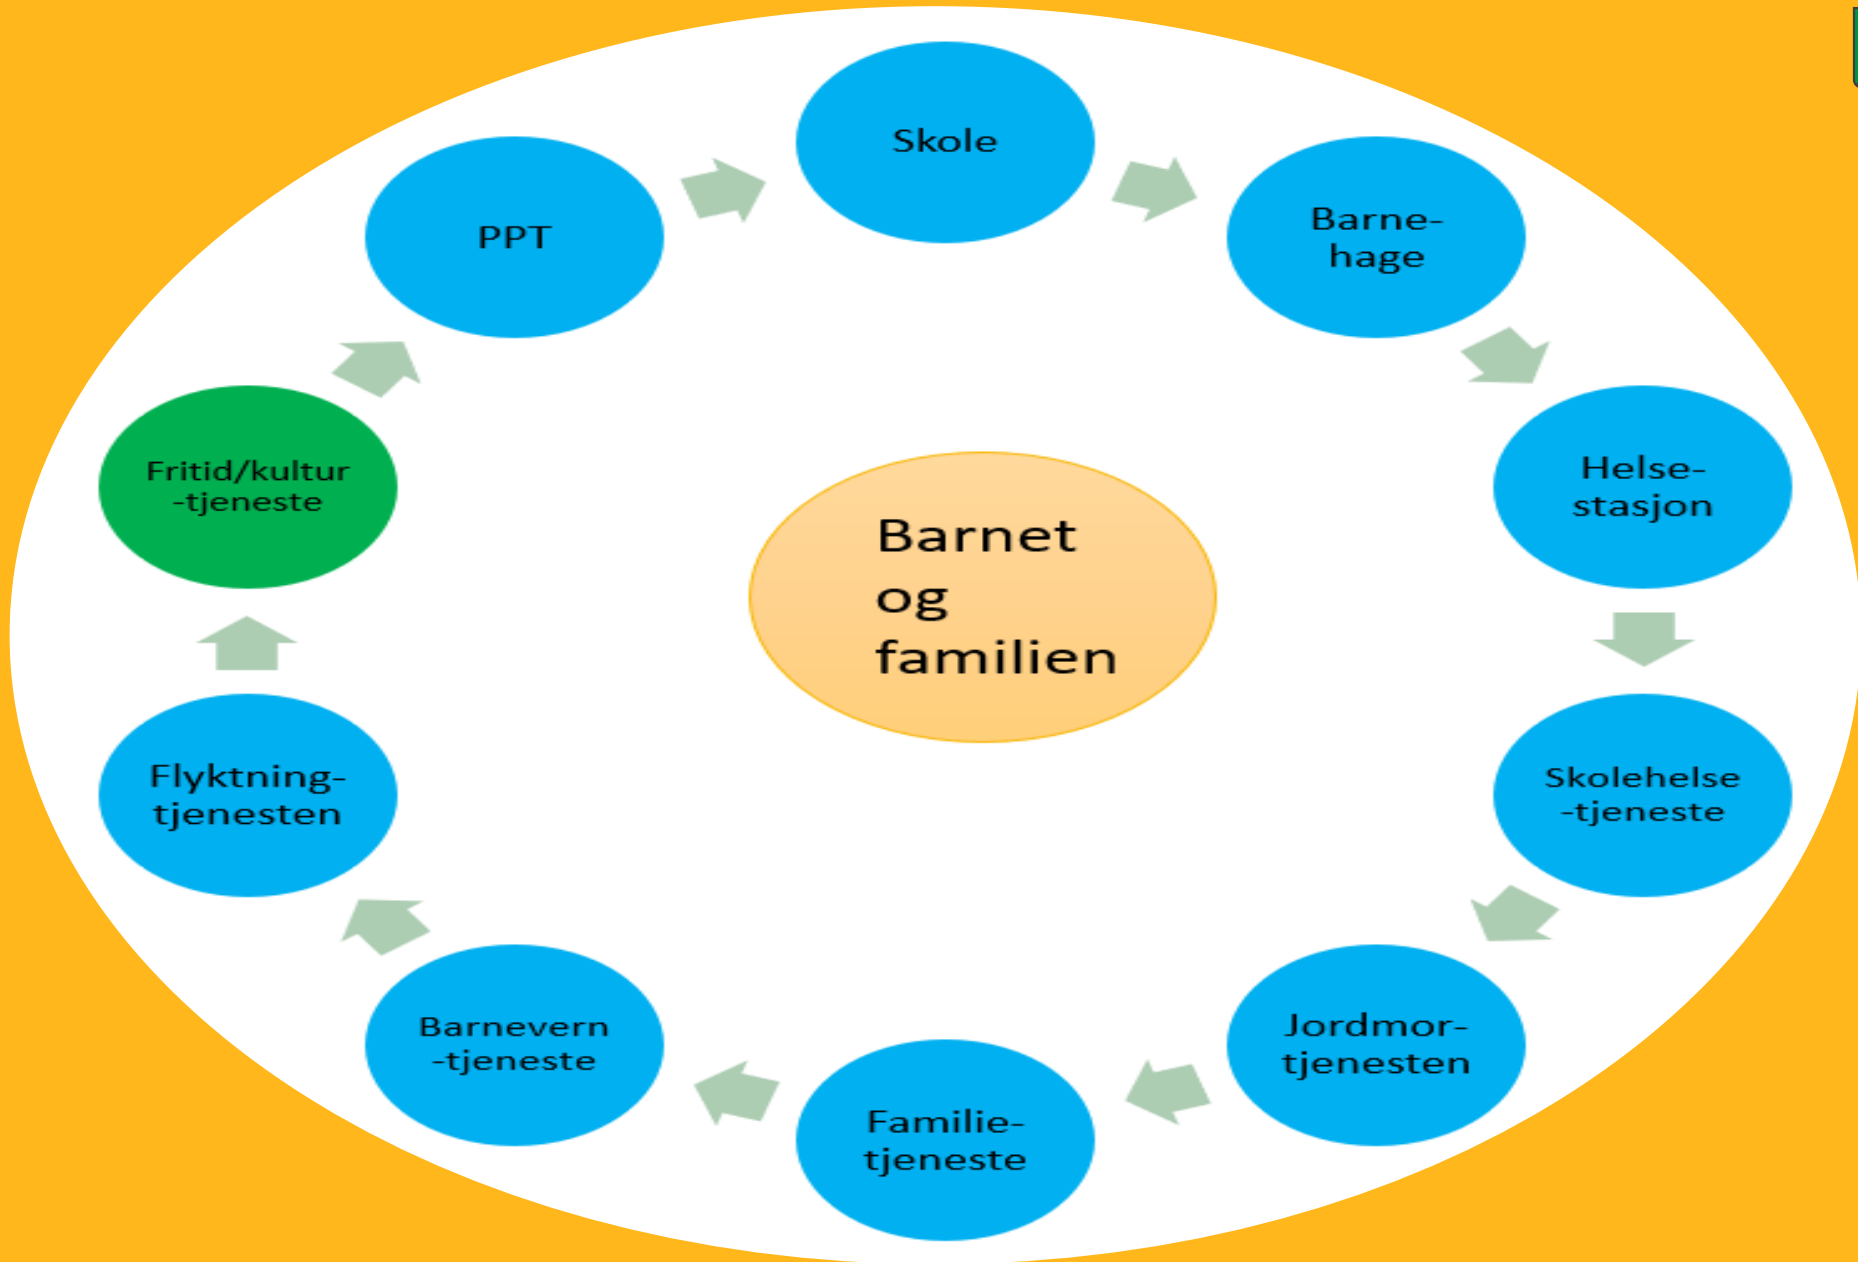 Skole
Barne-
hage
Helse-
stasjon
Skolehelse
-tjeneste
Jordmor-
tjenesten
Familie-
tjeneste
Barnevern
-tjeneste
Flyktning-
tjenesten
Fritid/kultur
-tjeneste
PPT
Barnet
og
familien